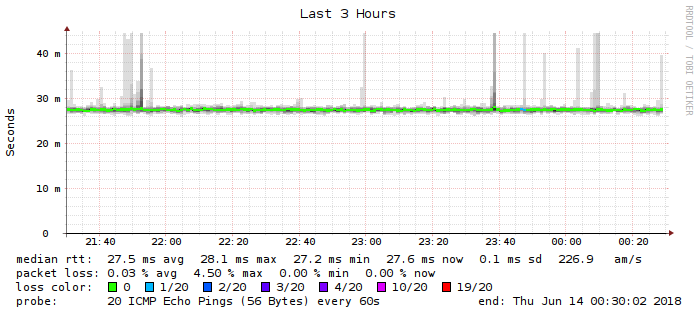 Last 3 Hours
RRDTOOL / TOBI OETIKER
Seconds
40 m
30 m
20 m
10 m
0
21:40 22:00 22:20 22:40 23:00 23:20 23:40 00:00 00:20
median rtt: 27.5 ms avg 28.1 ms max 27.2 ms min 27.6 ms now 0.1 ms sd 226.9 am/s
packet loss: 0.03 % avg 4.50 % max 0.00 % min 0.00 % now
loss color: 0 1/20 2/20 3/20 4/20 10/20 19/20
probe: 20 ICMP Echo Pings (56 Bytes) every 60s end: Thu Jun 14 00:30:02 2018